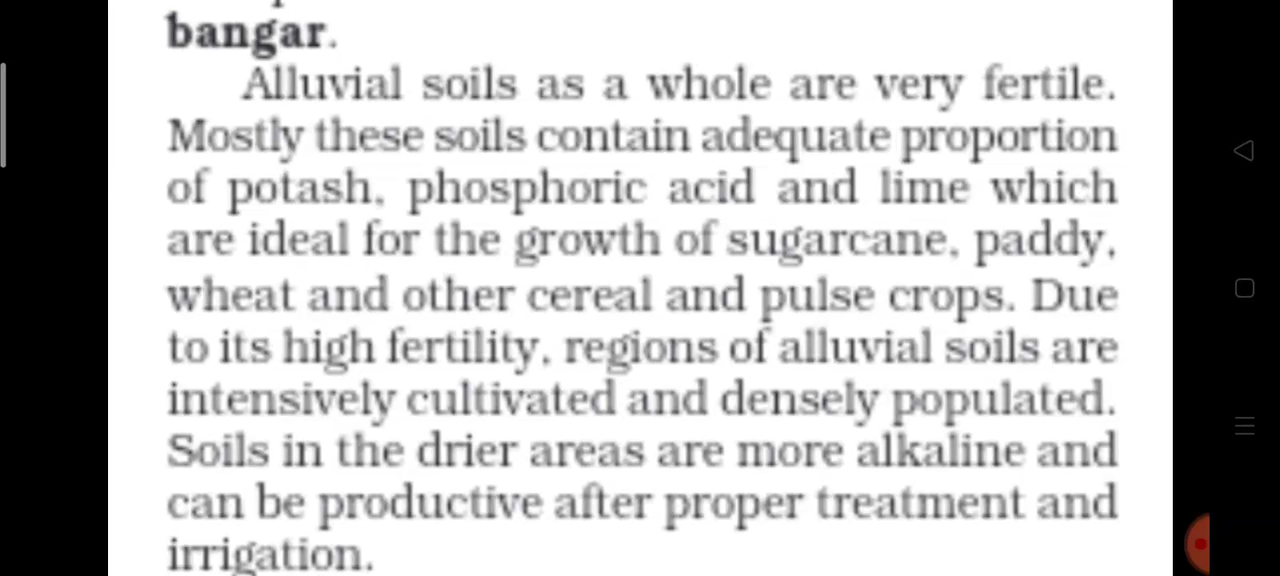 bangar.
Alluvial soils as a whole are very fertile.
Mostly these soils contain adequate proportion
of potash, phosphoric acid and lime which
are ideal for the growth of sugarcane, paddy,
wheat and other cereal and pulse crops. Due
to its high fertility, regions of alluvial soils are
intensively cultivated and densely populated.
Soils in the drier areas are more alkaline and
can be productive after proper treatment and
irrigation.